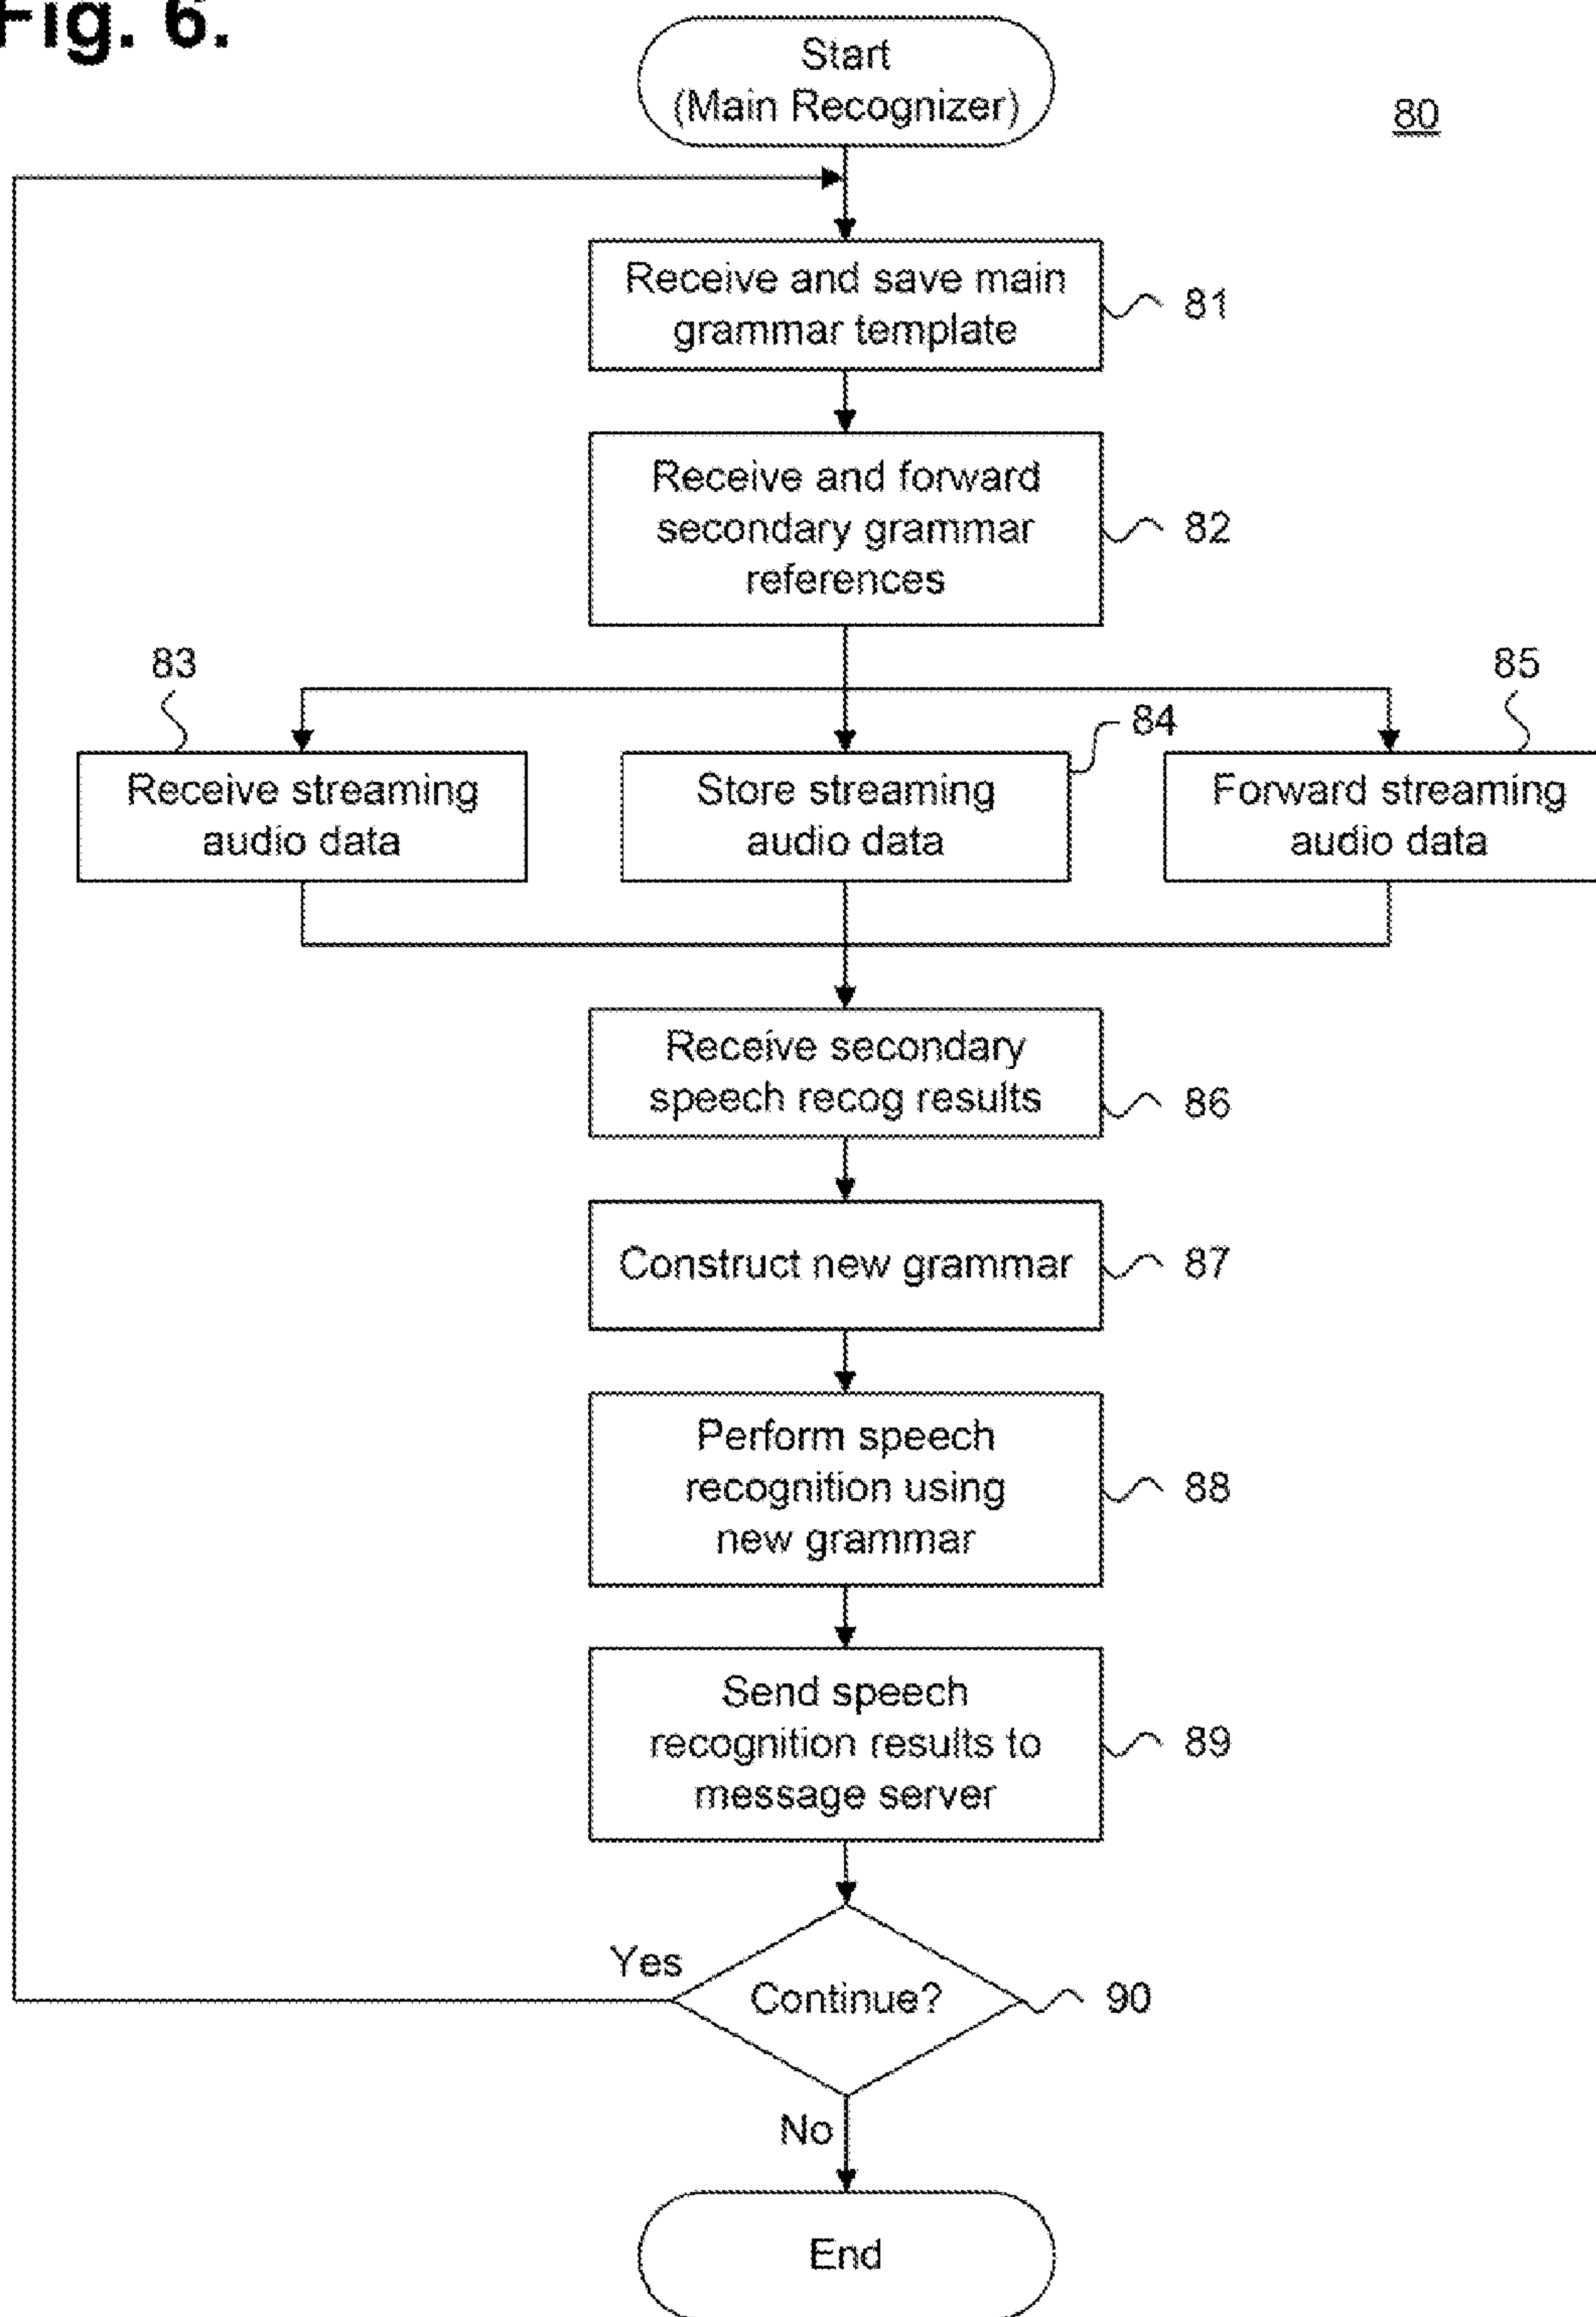 Fig. 6.
Start
(Main Recognizer)
80
Receive and save main
grammar template
81
Receive and forward
secondary grammar
references
82
83
85
84
Receive streaming
audio data
Store streaming
audio data
Forward streaming
audio data
Receive secondary
speech recog results
86
Construct new grammar
87
Perform speech
recognition using
new grammar
88
Send speech
recognition results to
message server
89
Yes
Continue?
90
No
End